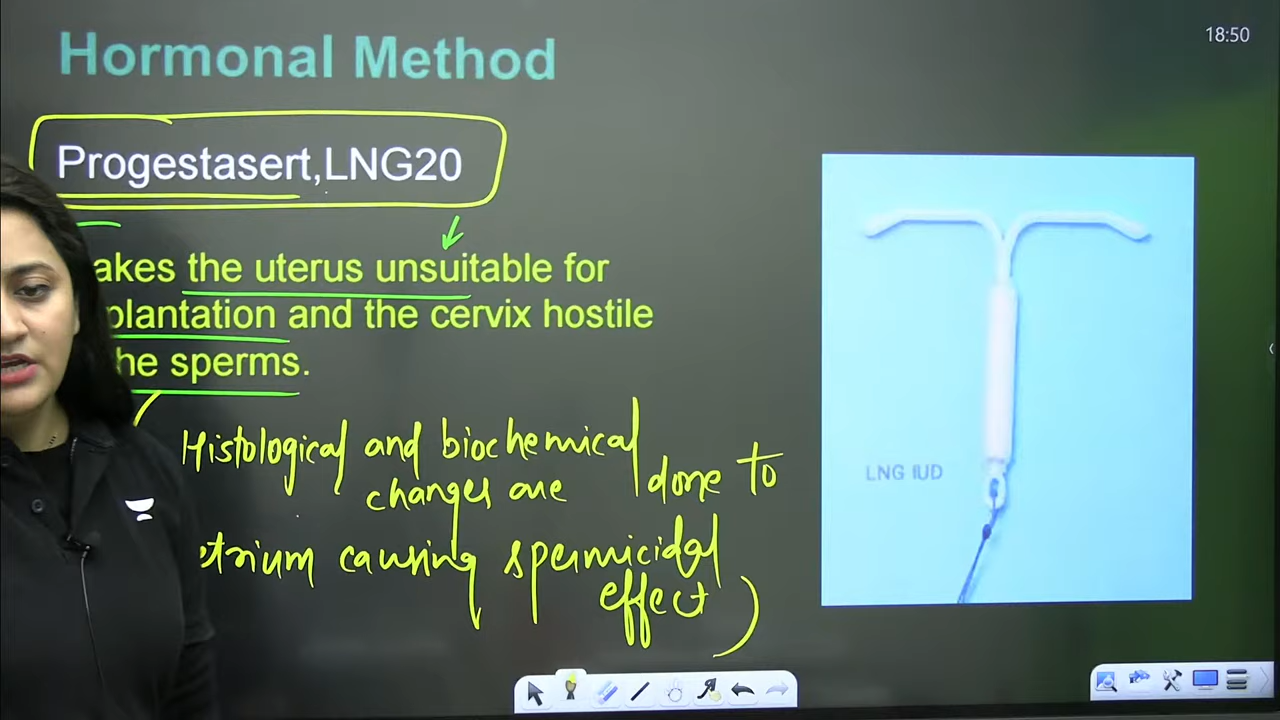 Hormonal Method
18:50
Progestasert,LNG20
akes the uterus unsuitable for
plantation and the cervix hostile
he sperms.
Histological and biochemical
changes are done to
etrium causing spermicidal
effect)
LNG IUD